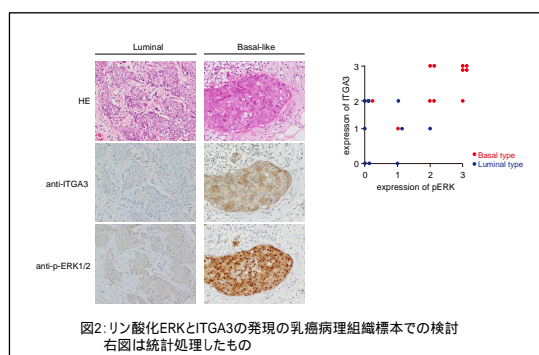 Luminal Basal-like
HE
anti-ITGA3
anti-p-ERK1/2
expression of ITGA3
3
2
1
0
0 1 2 3
expression of pERK
Basal type
Luminal type
図2:リン酸化ERKとITGA3の発現の乳癌病理組織標本での検討
右図は統計処理したもの